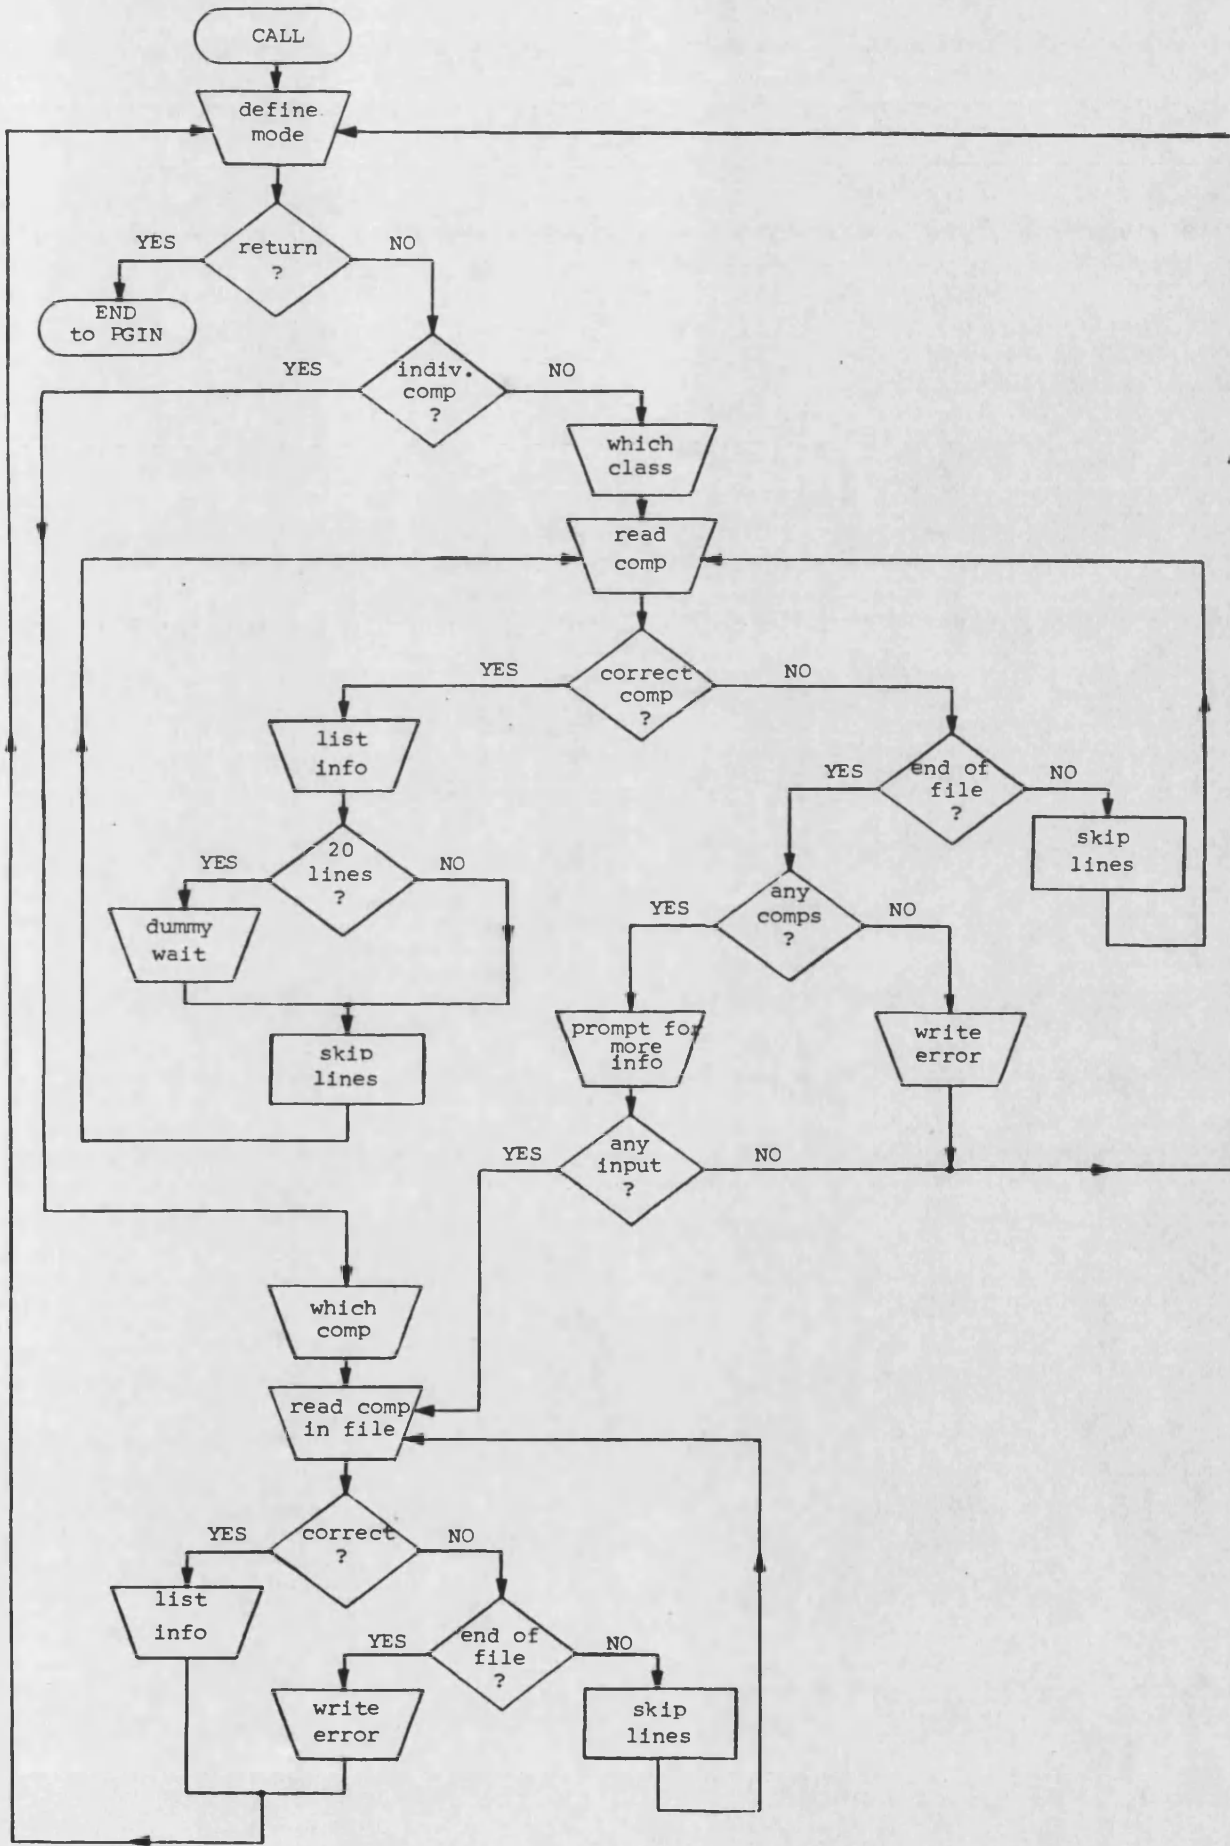 CALL
define
mode
YES
return
?
NO
END
to PGIN
YES
indiv.
comp
?
NO
which
class
read
comp
YES
correct
comp
?
NO
list
info
YES
end of
file
?
NO
skip
lines
YES
20
lines
?
NO
dummy
wait
YES
any
comps
?
NO
skip
lines
prompt for
more
info
write
error
YES
any
input
?
NO
which
comp
read comp
in file
YES
correct
?
NO
list
info
YES
end of
file
?
NO
write
error
skip
lines